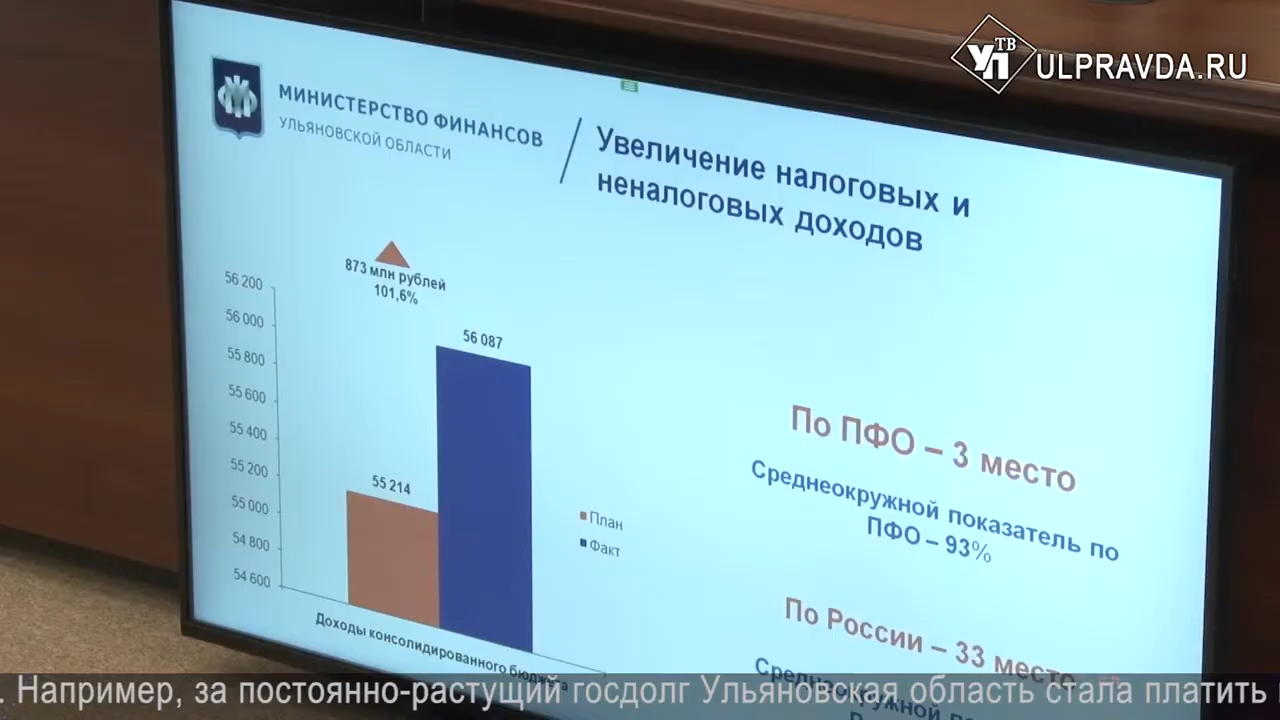 УП ТВ ULPRAVDA.RU
МИНИСТЕРСТВО ФИНАНСОВ
УЛЬЯНОВСКОЙ ОБЛАСТИ
Увеличение налоговых и
неналоговых доходов
873 млн рублей
101,6%
56 200
56 000
55 800
55 600
55 400
55 200
55 000
54 800
54 600
56 087
55 214
План
Факт
Доходы консолидированного бюджета
По ПФО – 3 место
Среднеокружной показатель по
ПФО – 93%
По России – 33 место
. Например, за постоянно-растущий госдолг Ульяновская область стала платить